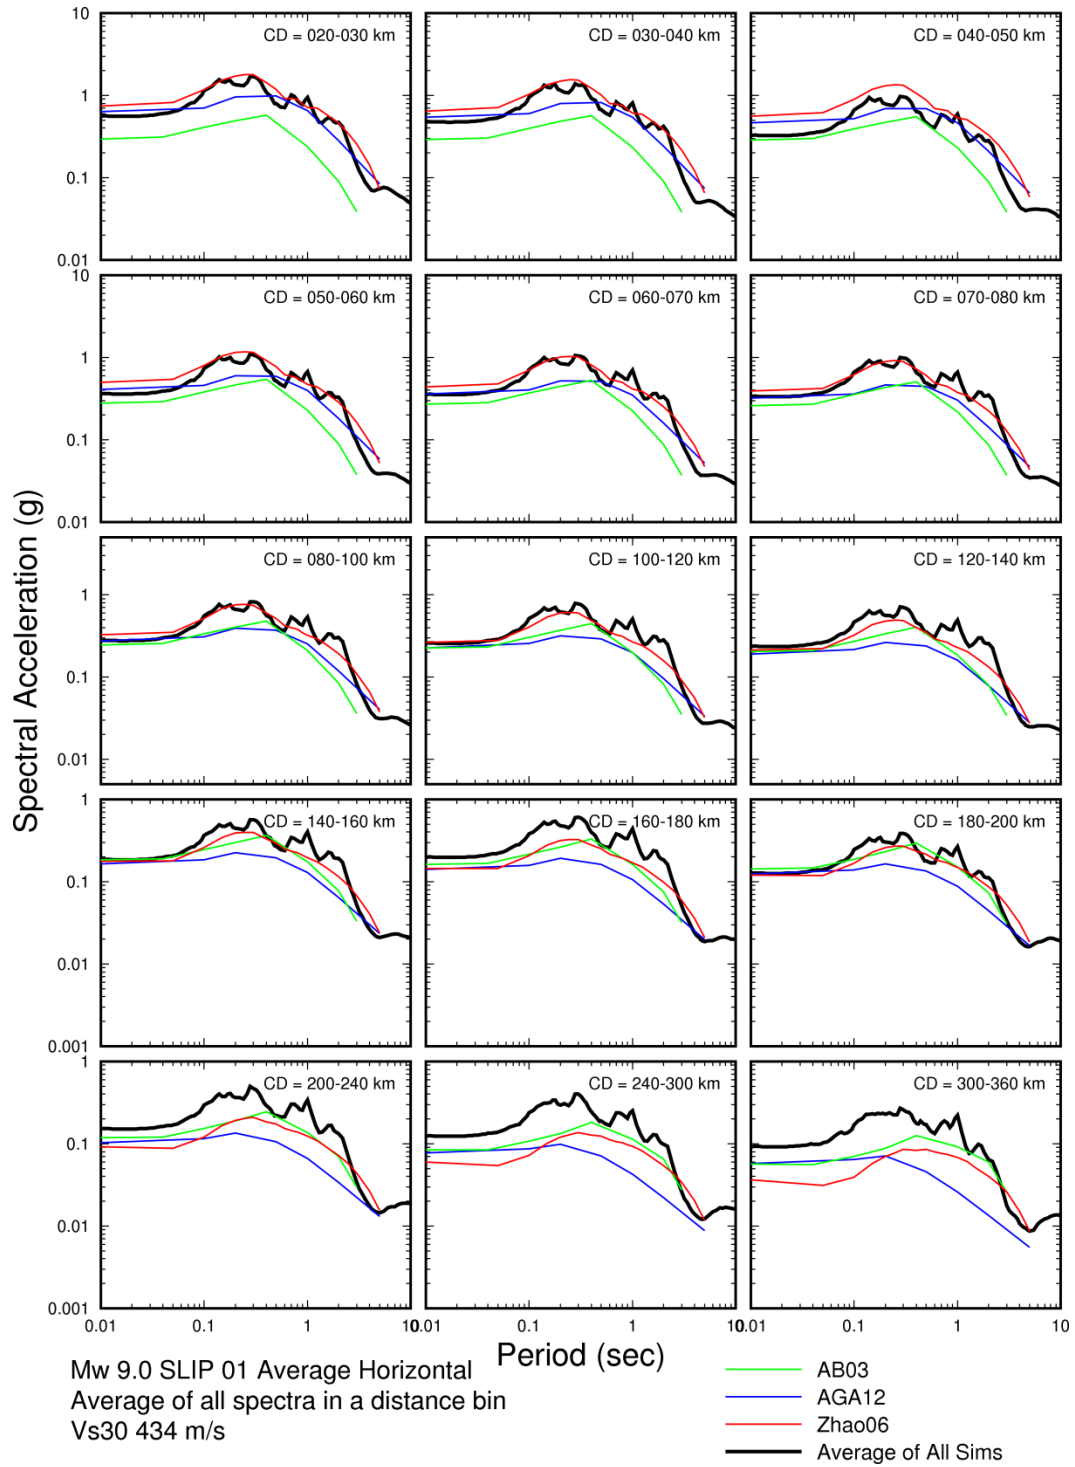 10
1
0.1
0.01
CD = 020-030 km
CD = 030-040 km
CD = 040-050 km
10
1
0.1
0.01
CD = 050-060 km
CD = 060-070 km
CD = 070-080 km
1
0.1
0.01
CD = 080-100 km
CD = 100-120 km
CD = 120-140 km
1
0.1
0.01
0.001
CD = 140-160 km
CD = 160-180 km
CD = 180-200 km
1
0.1
0.01
0.001
CD = 200-240 km
CD = 240-300 km
CD = 300-360 km
Spectral Acceleration (g)
0.01 0.1 1 10
0.01 0.1 1 10
0.01 0.1 1 10
Period (sec)
Mw 9.0 SLIP 01 Average Horizontal
Average of all spectra in a distance bin
Vs30 434 m/s
AB03
AGA12
Zhao06
Average of All Sims